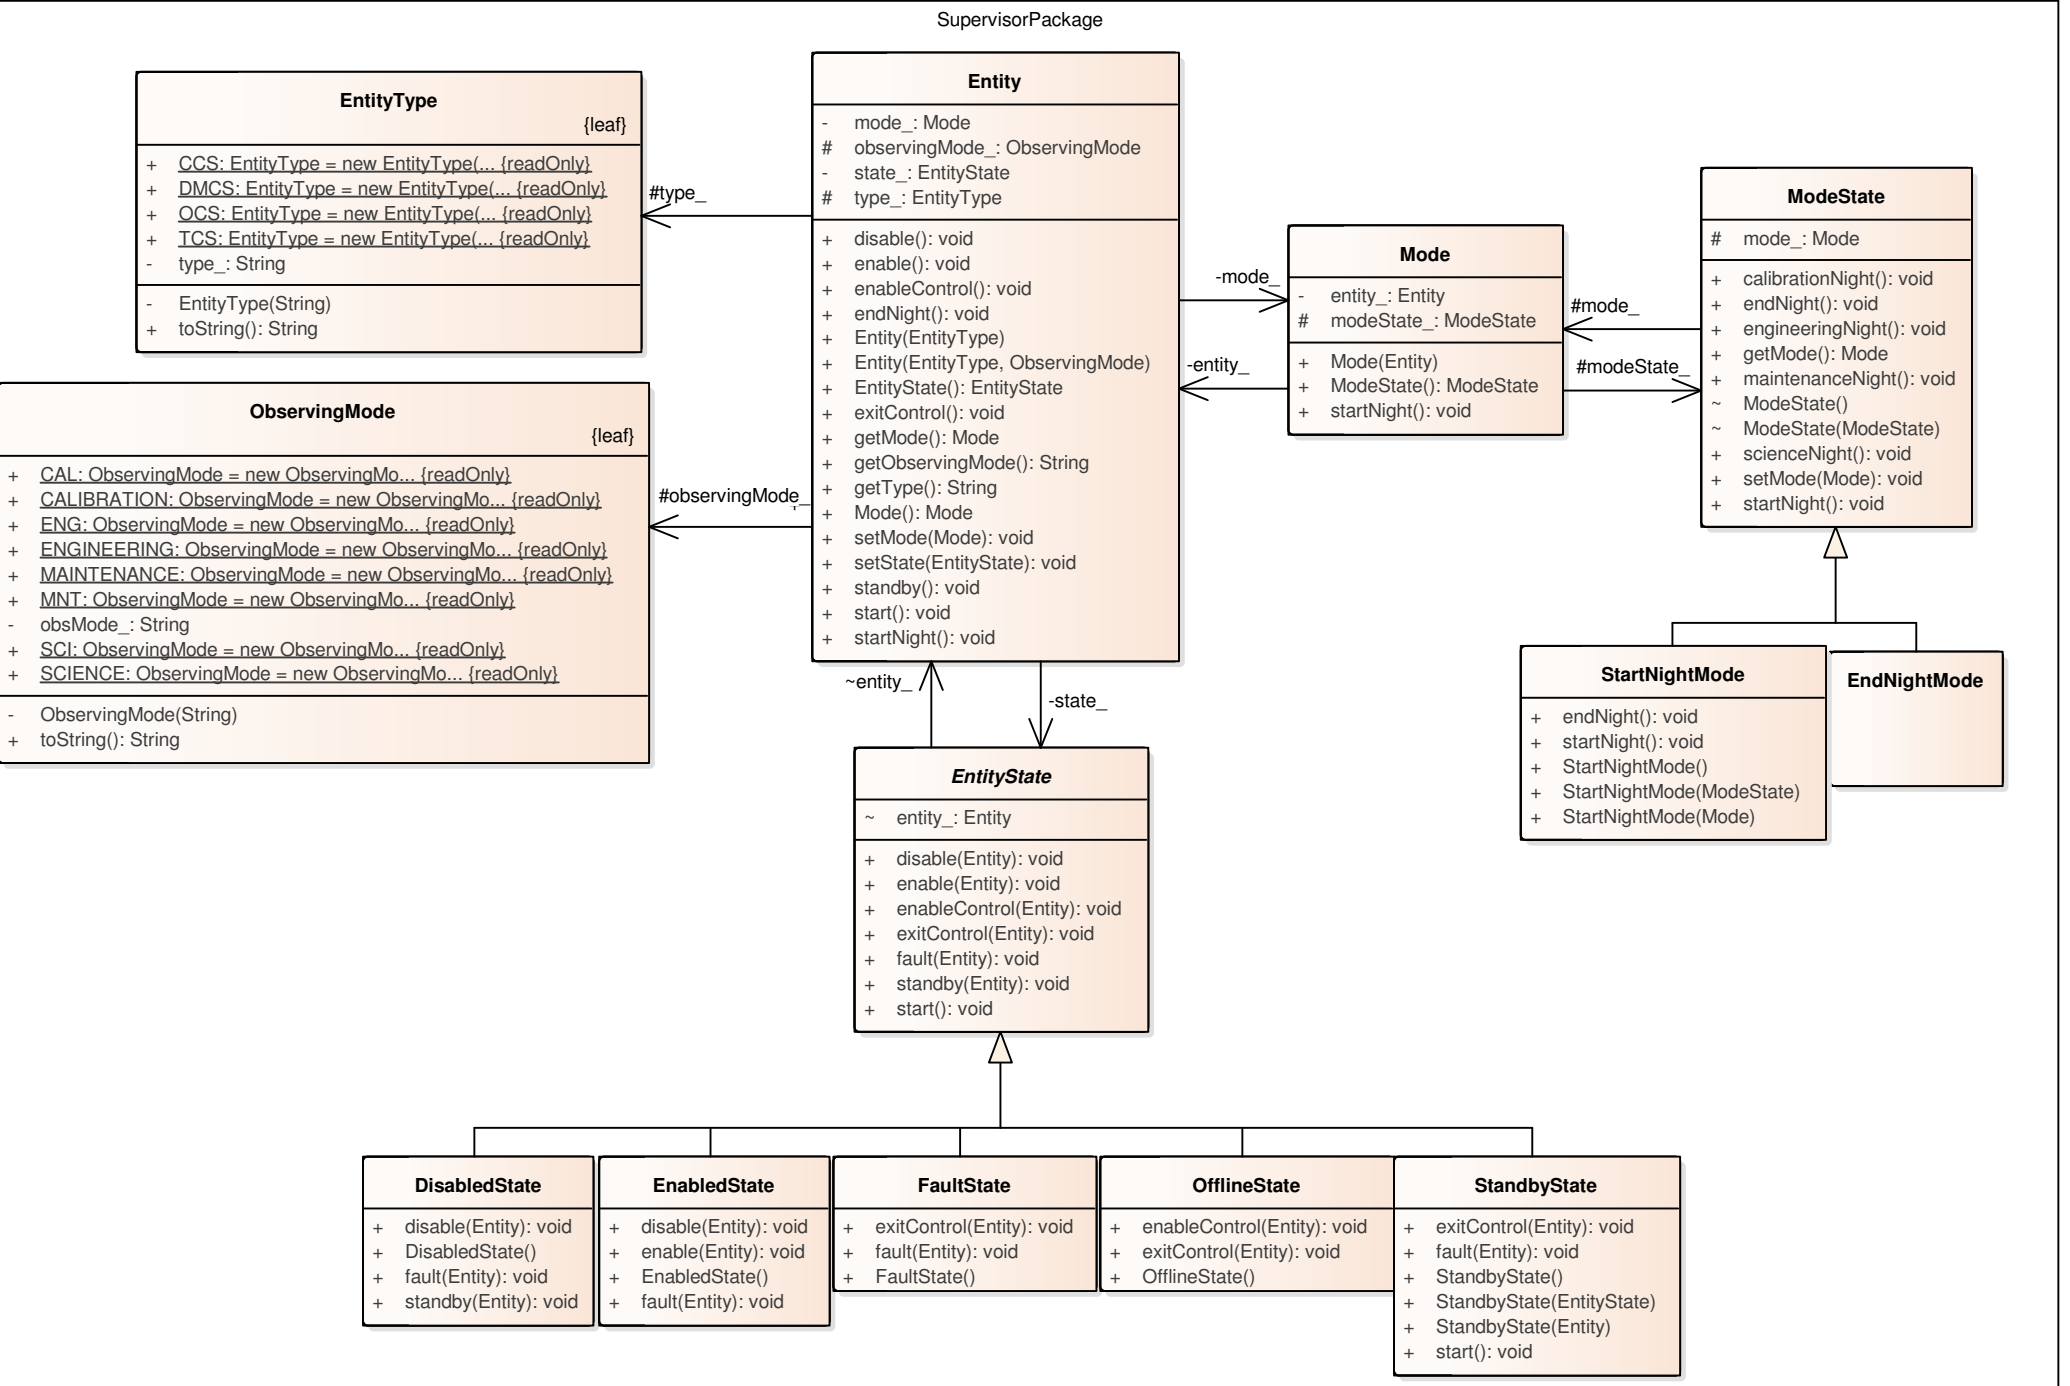 SupervisorPackage
EntityType
{leaf}
+ CCS: EntityType = new EntityType(... {readOnly}
+ DMCS: EntityType = new EntityType(... {readOnly}
+ OCS: EntityType = new EntityType(... {readOnly}
+ TCS: EntityType = new EntityType(... {readOnly}
- type_: String
- EntityType(String)
+ toString(): String
#type_
ObservingMode
{leaf}
+ CAL: ObservingMode = new ObservingMo... {readOnly}
+ CALIBRATION: ObservingMode = new ObservingMo... {readOnly}
+ ENG: ObservingMode = new ObservingMo... {readOnly}
+ ENGINEERING: ObservingMode = new ObservingMo... {readOnly}
+ MAINTENANCE: ObservingMode = new ObservingMo... {readOnly}
+ MNT: ObservingMode = new ObservingMo... {readOnly}
- obsMode_: String
+ SCI: ObservingMode = new ObservingMo... {readOnly}
+ SCIENCE: ObservingMode = new ObservingMo... {readOnly}
- ObservingMode(String)
+ toString(): String
#observingMode_
Entity
- mode_: Mode
# observingMode_: ObservingMode
- state_: EntityState
# type_: EntityType
+ disable(): void
+ enable(): void
+ enableControl(): void
+ endNight(): void
+ Entity(EntityType)
+ Entity(EntityType, ObservingMode)
+ EntityState(): EntityState
+ exitControl(): void
+ getMode(): Mode
+ getObservingMode(): String
+ getType(): String
+ Mode(): Mode
+ setMode(Mode): void
+ setState(EntityState): void
+ standby(): void
+ start(): void
+ startNight(): void
-mode_
-entity_
Mode
- entity_: Entity
# modeState_: ModeState
+ Mode(Entity)
+ ModeState(): ModeState
+ startNight(): void
#mode_
#modeState_
ModeState
# mode_: Mode
+ calibrationNight(): void
+ endNight(): void
+ engineeringNight(): void
+ getMode(): Mode
+ maintenanceNight(): void
~ ModeState()
~ ModeState(ModeState)
+ scienceNight(): void
+ setMode(Mode): void
+ startNight(): void
StartNightMode
+ endNight(): void
+ startNight(): void
+ StartNightMode()
+ StartNightMode(ModeState)
+ StartNightMode(Mode)
EndNightMode
~entity_
-state_
EntityState
~ entity_: Entity
+ disable(Entity): void
+ enable(Entity): void
+ enableControl(Entity): void
+ exitControl(Entity): void
+ fault(Entity): void
+ standby(Entity): void
+ start(): void
DisabledState
+ disable(Entity): void
+ DisabledState()
+ fault(Entity): void
+ standby(Entity): void
EnabledState
+ disable(Entity): void
+ enable(Entity): void
+ EnabledState()
+ fault(Entity): void
FaultState
+ exitControl(Entity): void
+ fault(Entity): void
+ FaultState()
OfflineState
+ enableControl(Entity): void
+ exitControl(Entity): void
+ OfflineState()
StandbyState
+ exitControl(Entity): void
+ fault(Entity): void
+ StandbyState()
+ StandbyState(EntityState)
+ StandbyState(Entity)
+ start(): void